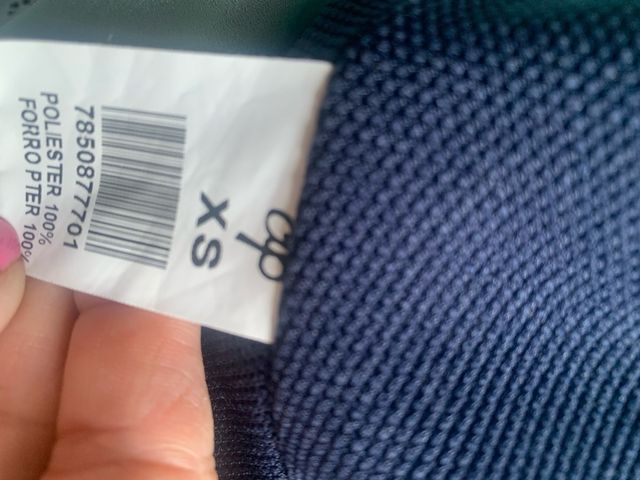 XS
7850877701
POLIESTER 100%
FORRO PTER 100%